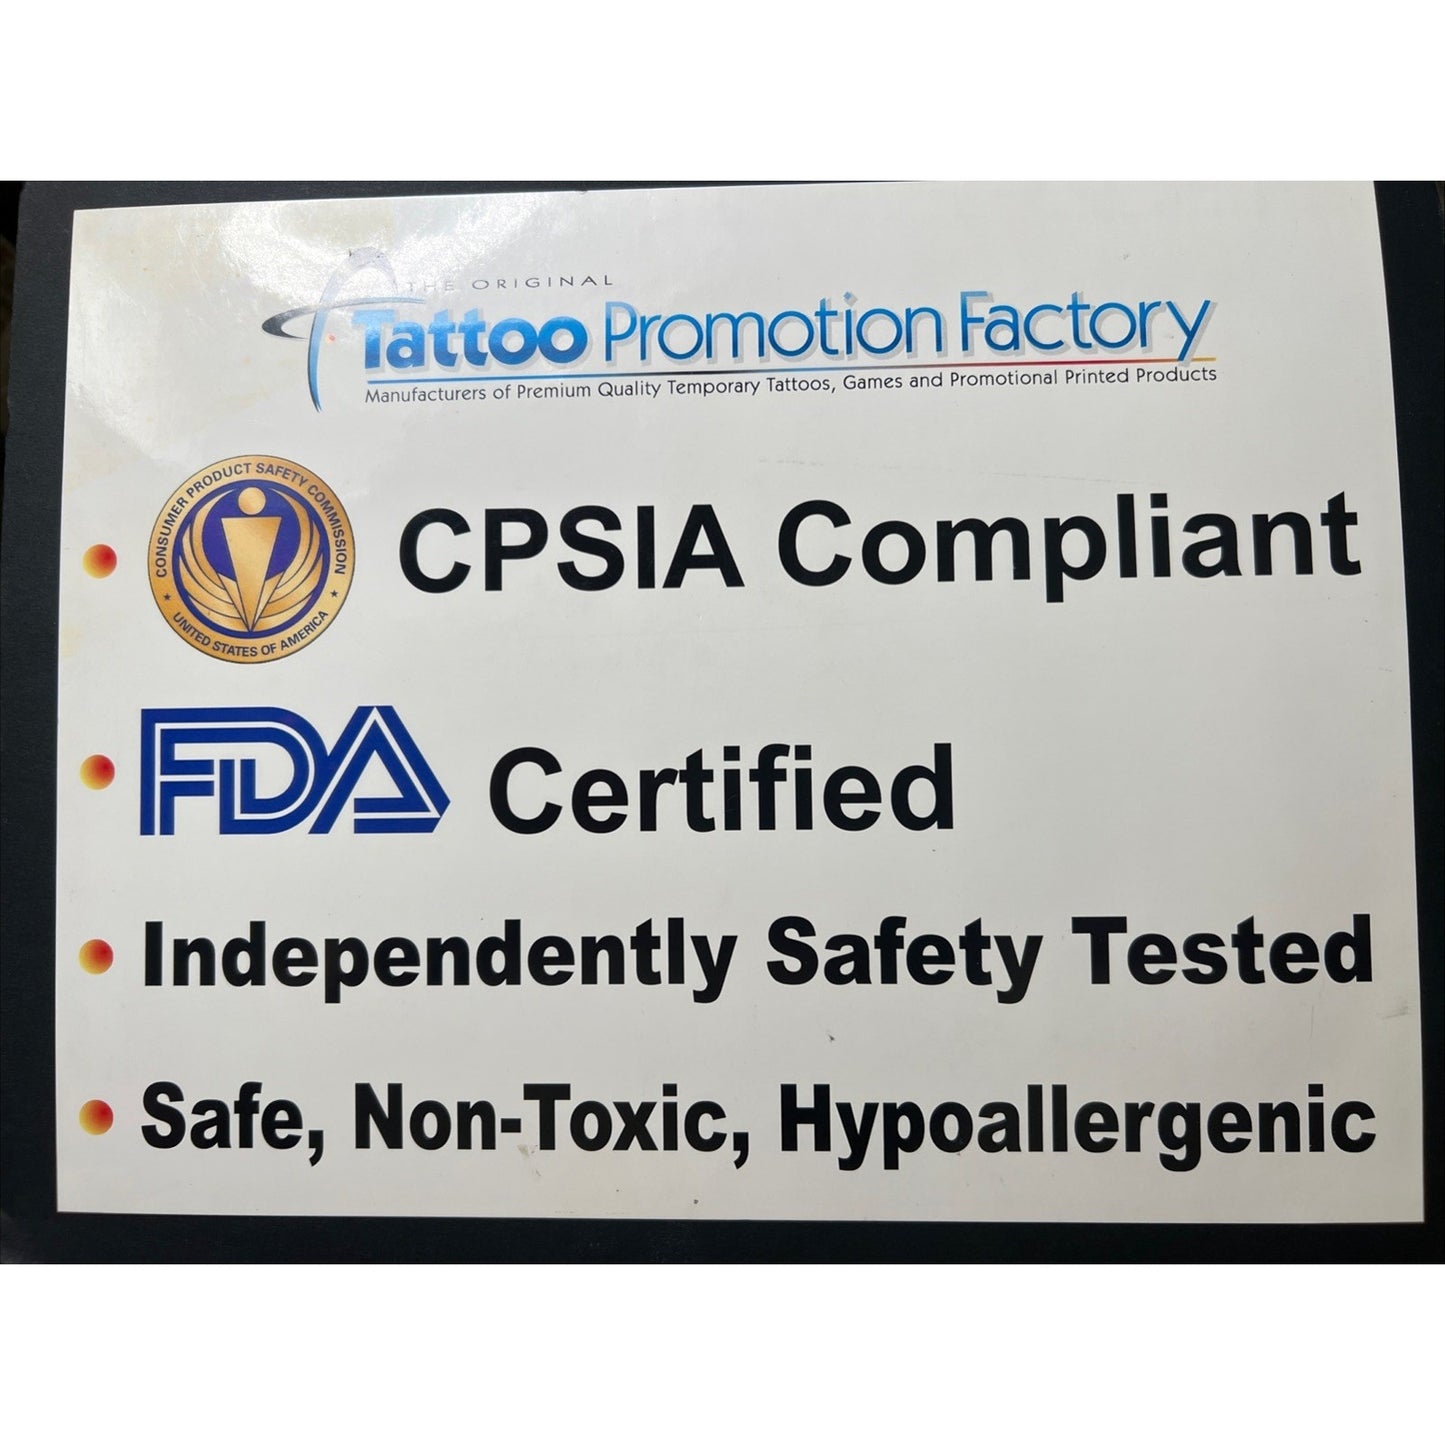 THE ORIGINAL
Tattoo Promotion Factory
Manufacturers of Premium Quality Temporary Tattoos, Games and Promotional Printed Products
CONSUMER PRODUCT SAFETY COMMISSION
★ UNITED STATES OF AMERICA ★
• CPSIA Compliant
• FDA Certified
• Independently Safety Tested
• Safe, Non-Toxic, Hypoallergenic